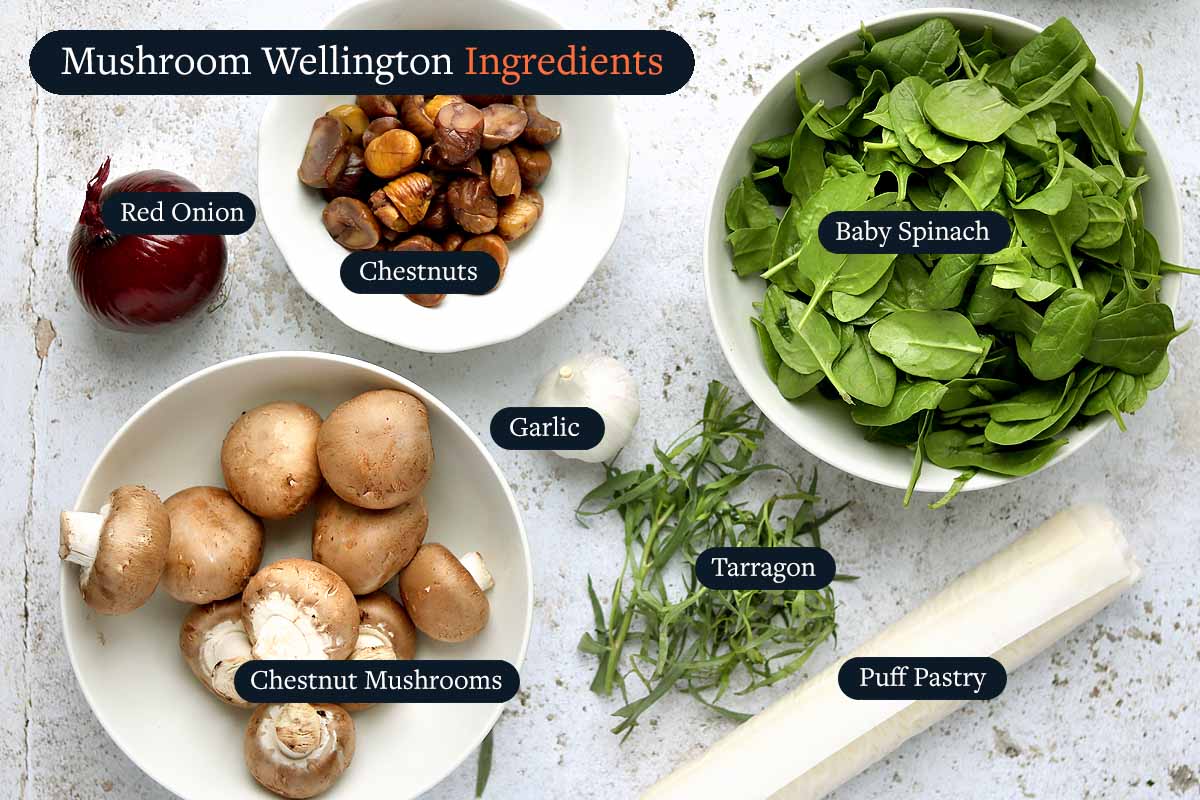 Mushroom Wellington Ingredients
Red Onion
Chestnuts
Baby Spinach
Garlic
Tarragon
Chestnut Mushrooms
Puff Pastry